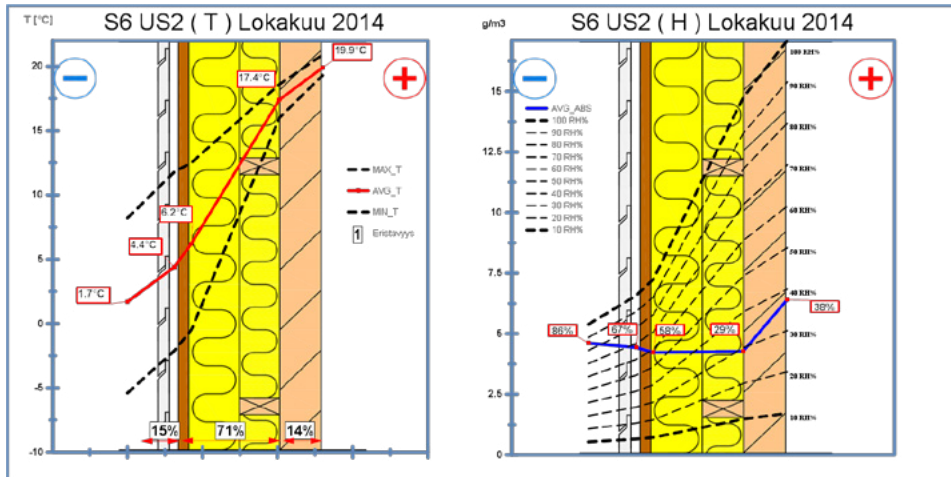 T [°C]
S6 US2 ( T ) Lokakuu 2014
20
15
10
5
0
-5
-10
19.9°C
17.4°C
6.2°C
4.4°C
1.7°C
MAX_T
AVG_T
MIN_T
1 Eristavyys
15% 71% 14%
g/m3
S6 US2 ( H ) Lokakuu 2014
15
12.5
10
7.5
5
2.5
0
AVG_ABS
100 RH%
90 RH%
80 RH%
70 RH%
60 RH%
50 RH%
40 RH%
30 RH%
20 RH%
10 RH%
100 RH%
90 RH%
80 RH%
70 RH%
60 RH%
50 RH%
40 RH%
30 RH%
20 RH%
10 RH%
86% 67% 58% 29% 38%